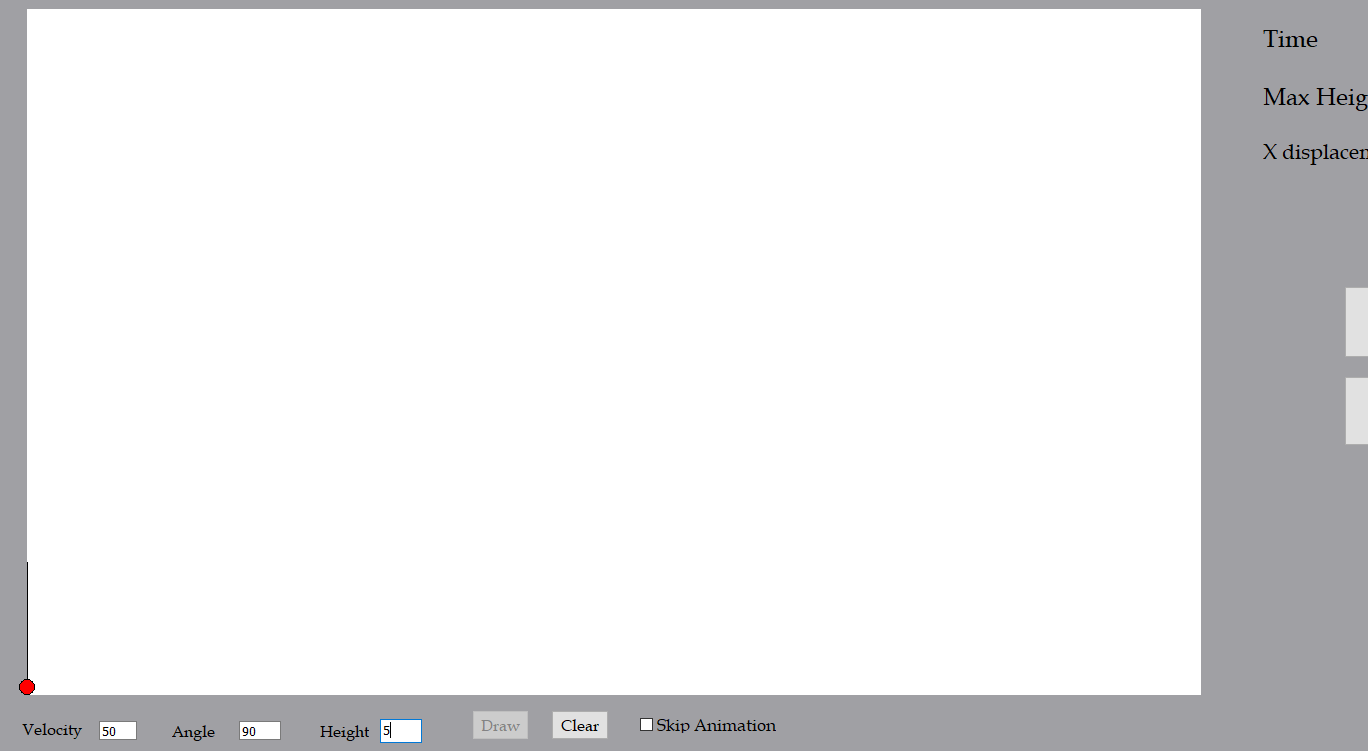 Time
Max Heig
X displacem
Velocity 50 Angle 90 Height 5 Draw Clear Skip Animation